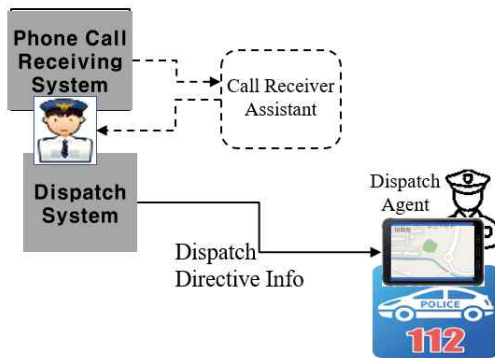 Phone Call
Receiving
System
Call Receiver
Assistant
Dispatch
System
Dispatch
Agent
Dispatch
Directive Info
POLICE
112